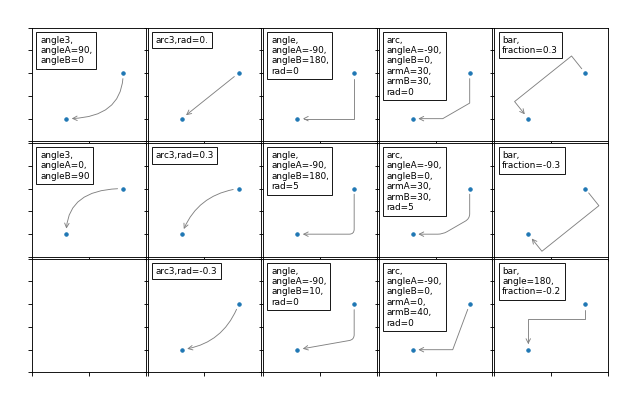 angle3,
angleA=90,
angleB=0
arc3,rad=0.
angle,
angleA=-90,
angleB=180,
rad=0
arc,
angleA=-90,
angleB=0,
armA=30,
armB=30,
rad=0
bar,
fraction=0.3
angle3,
angleA=0,
angleB=90
arc3,rad=0.3
angle,
angleA=-90,
angleB=180,
rad=5
arc,
angleA=-90,
angleB=0,
armA=30,
armB=30,
rad=5
bar,
fraction=-0.3
arc3,rad=-0.3
angle,
angleA=-90,
angleB=10,
rad=0
arc,
angleA=-90,
angleB=0,
armA=0,
armB=40,
rad=0
bar,
angle=180,
fraction=-0.2